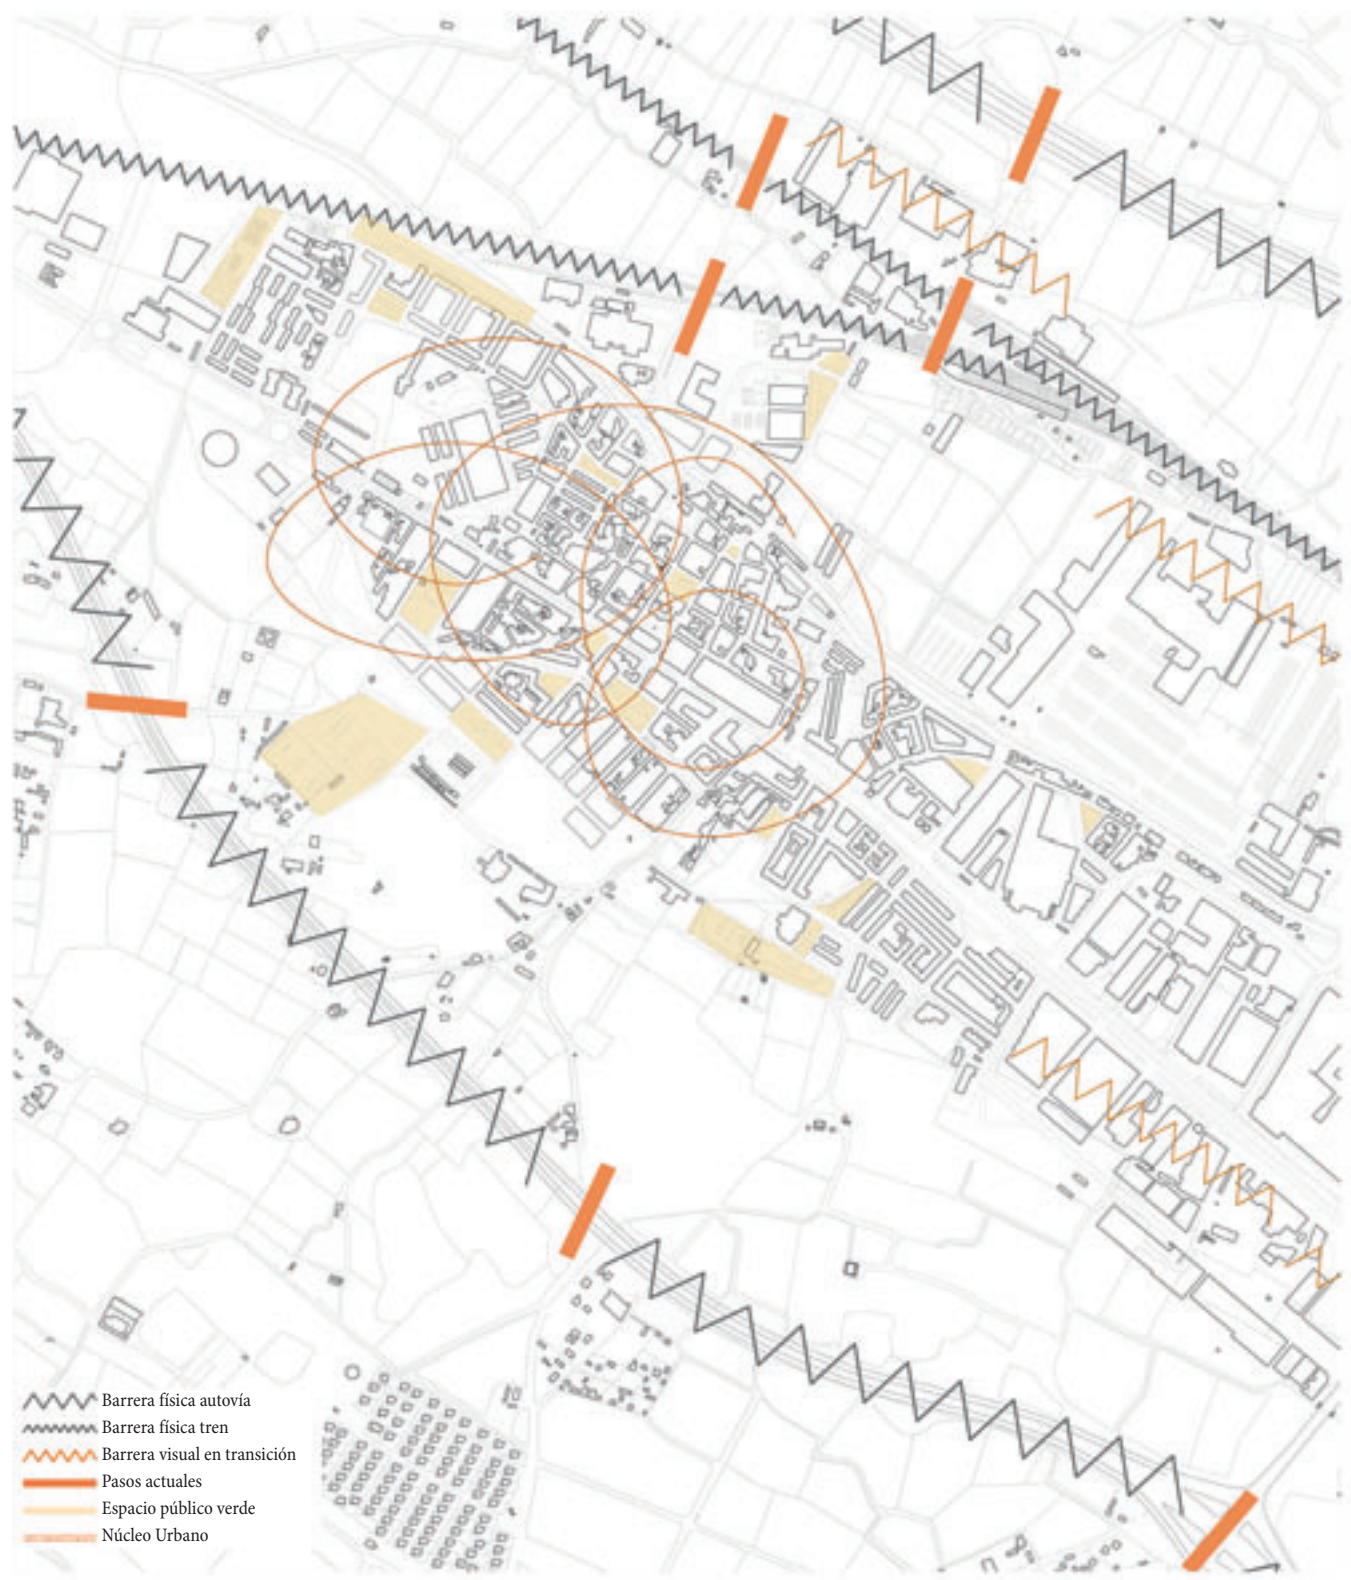 Barrera física autovía
Barrera física tren
Barrera visual en transición
Pasos actuales
Espacio público verde
Núcleo Urbano